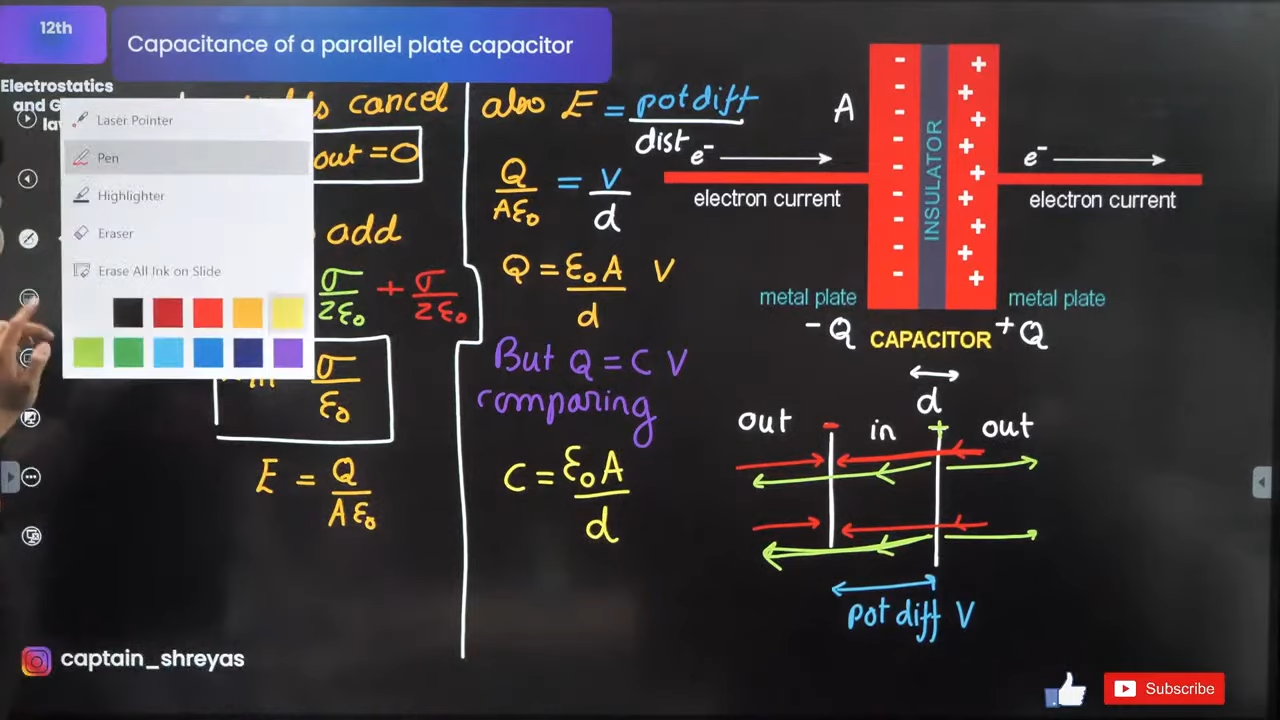 12th
Capacitance of a parallel plate capacitor
Electrostatics
and G
Laser Pointer
Pen
Highlighter
Eraser
Erase All Ink on Slide
cancel
out = 0
add
σ/2ε₀ + σ/2ε₀
σ/ε₀
E = Q/Aε₀
also E = pot diff/dist
Q/Aε₀ = V/d
Q = ε₀A/d V
But Q = C V
comparing
C = ε₀A/d
A
e⁻
electron current
- - - - - - - -
INSULATOR
+ + + + + + + + +
e⁻
electron current
metal plate
metal plate
- Q
CAPACITOR
+ Q
d
out
-
in
+
out
pot diff V
captain_shreyas
Subscribe